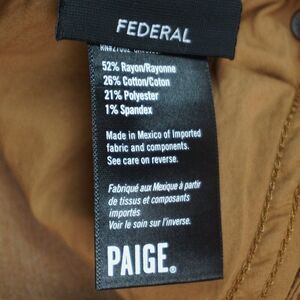 FEDERAL
52% Rayon/Rayonne
26% Cotton/Coton
21% Polyester
1% Spandex
Made in Mexico of Imported
fabric and components.
See care on reverse.
Fabriqué aux Mexique à partir
de tissus et composants
importés
Voir le soin sur l'inverse.
PAIGE®